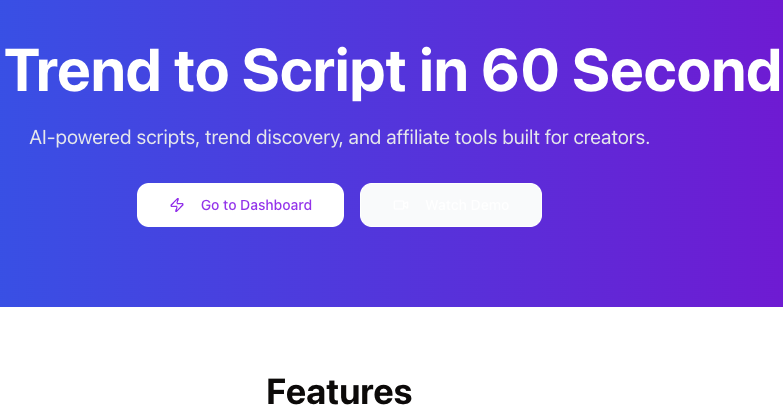 Trend to Script in 60 Second
AI-powered scripts, trend discovery, and affiliate tools built for creators.
Go to Dashboard
Watch Demo
Features